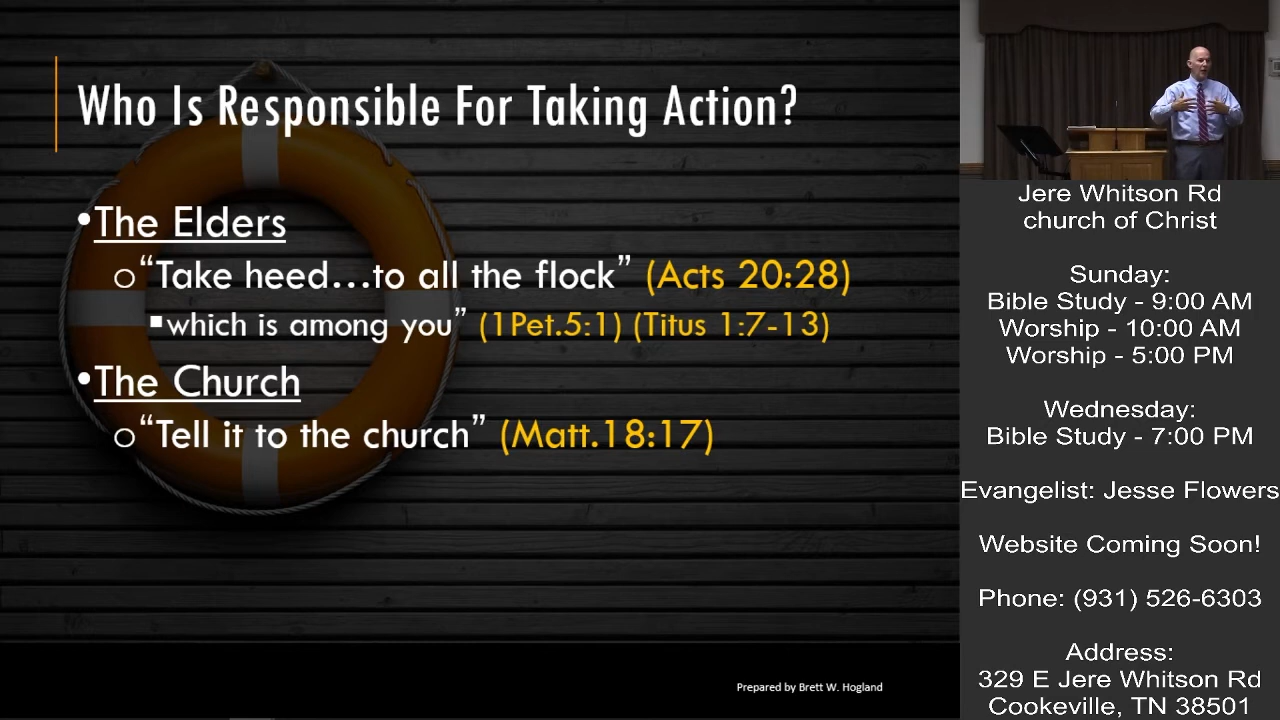 Who Is Responsible For Taking Action?
•The Elders
o“Take heed...to all the flock” (Acts 20:28)
▪which is among you” (1Pet.5:1) (Titus 1:7-13)
•The Church
o“Tell it to the church” (Matt.18:17)
Prepared by Brett W. Hogland
Jere Whitson Rd
church of Christ
Sunday:
Bible Study - 9:00 AM
Worship - 10:00 AM
Worship - 5:00 PM
Wednesday:
Bible Study - 7:00 PM
Evangelist: Jesse Flowers
Website Coming Soon!
Phone: (931) 526-6303
Address:
329 E Jere Whitson Rd
Cookeville, TN 38501